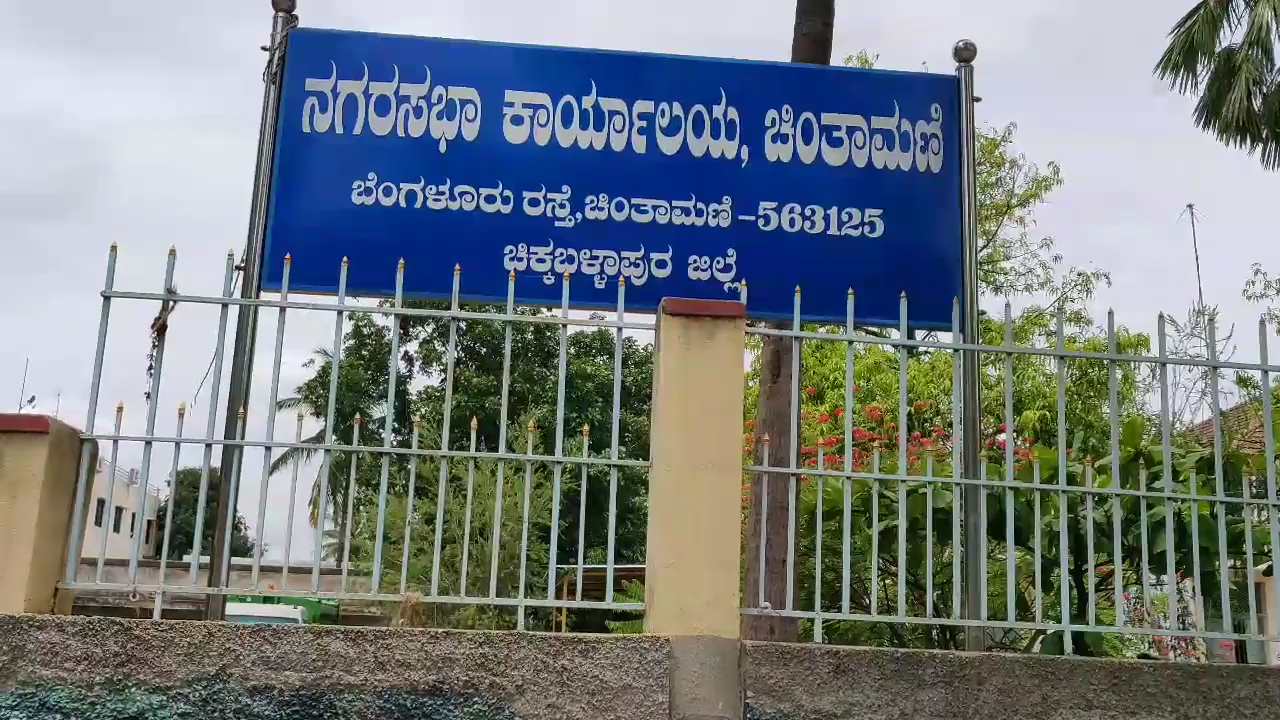 ನಗರಸಭಾ ಕಾರ್ಯಾಲಯ, ಚಿಂತಾಮಣಿ
ಬೆಂಗಳೂರು ರಸ್ತೆ,ಚಿಂತಾಮಣಿ -563125
ಚಿಕ್ಕಬಳ್ಳಾಪುರ ಜಿಲ್ಲೆ